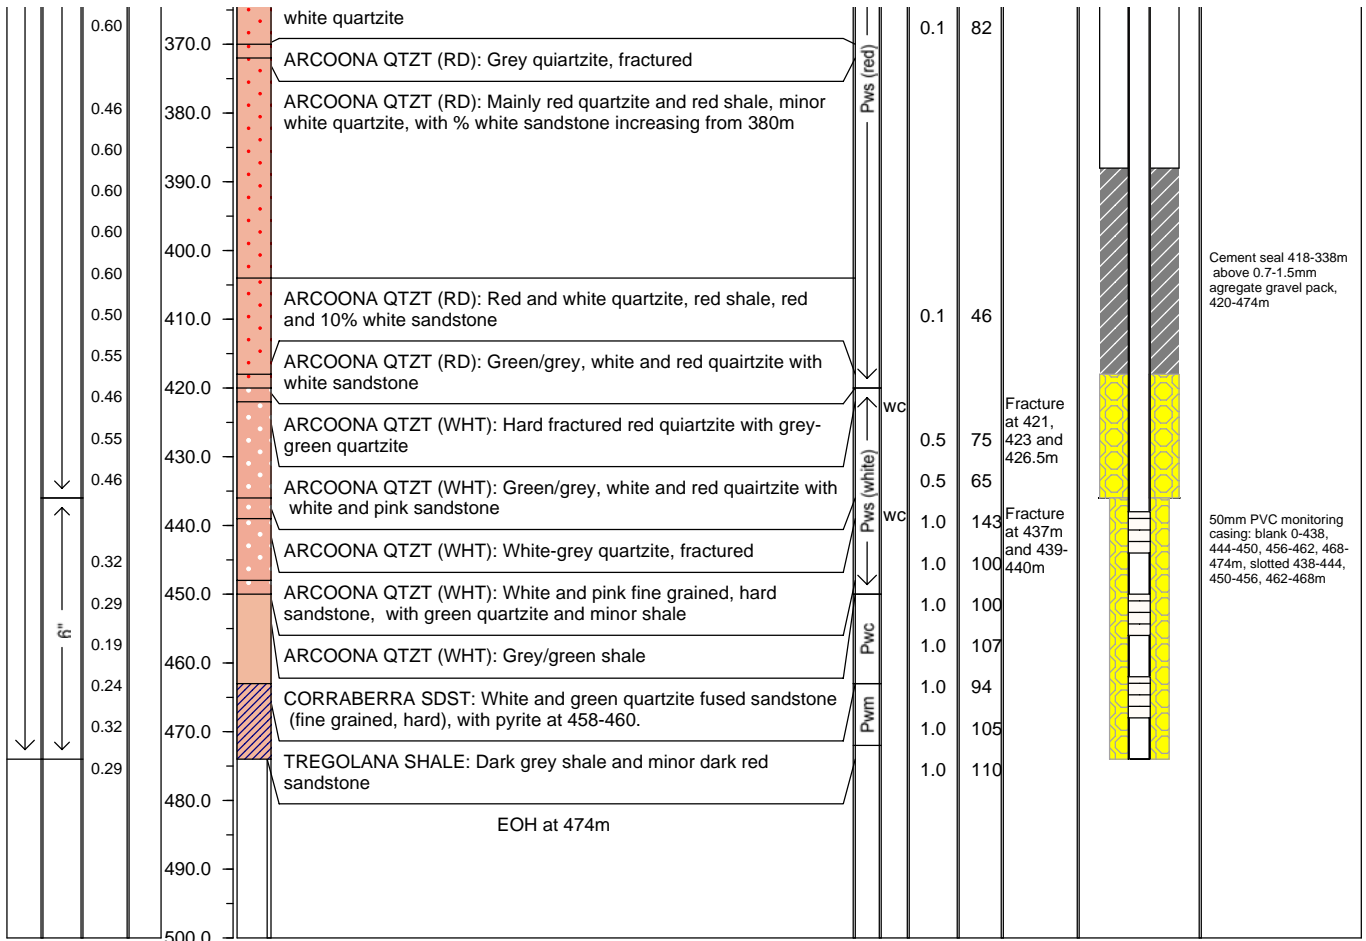 white quartzite
ARCOONA QTZT (RD): Grey quiartzite, fractured
ARCOONA QTZT (RD): Mainly red quartzite and red shale, minor
white quartzite, with % white sandstone increasing from 380m
ARCOONA QTZT (RD): Red and white quartzite, red shale, red
and 10% white sandstone
ARCOONA QTZT (RD): Green/grey, white and red quairtzite with
white sandstone
ARCOONA QTZT (WHT): Hard fractured red quiartzite with grey-
green quartzite
ARCOONA QTZT (WHT): Green/grey, white and red quairtzite with
white and pink sandstone
ARCOONA QTZT (WHT): White-grey quartzite, fractured
ARCOONA QTZT (WHT): White and pink fine grained, hard
sandstone, with green quartzite and minor shale
ARCOONA QTZT (WHT): Grey/green shale
CORRABERRA SDST: White and green quartzite fused sandstone
(fine grained, hard), with pyrite at 458-460.
TREGOLANA SHALE: Dark grey shale and minor dark red
sandstone
EOH at 474m
6"
0.60
0.46
0.60
0.60
0.60
0.60
0.50
0.55
0.46
0.55
0.46
0.32
0.29
0.19
0.24
0.32
0.29
370.0
380.0
390.0
400.0
410.0
420.0
430.0
440.0
450.0
460.0
470.0
480.0
490.0
500.0
Pws (red)
Pws (white)
Pwc
Pwm
wc
wc
0.1 82
0.1 46
0.5 75
0.5 65
1.0 143
1.0 100
1.0 100
1.0 107
1.0 94
1.0 105
1.0 110
Fracture
at 421,
423 and
426.5m
Fracture
at 437m
and 439-
440m
Cement seal 418-338m
above 0.7-1.5mm
agregate gravel pack,
420-474m
50mm PVC monitoring
casing: blank 0-438,
444-450, 456-462, 468-
474m, slotted 438-444,
450-456, 462-468m